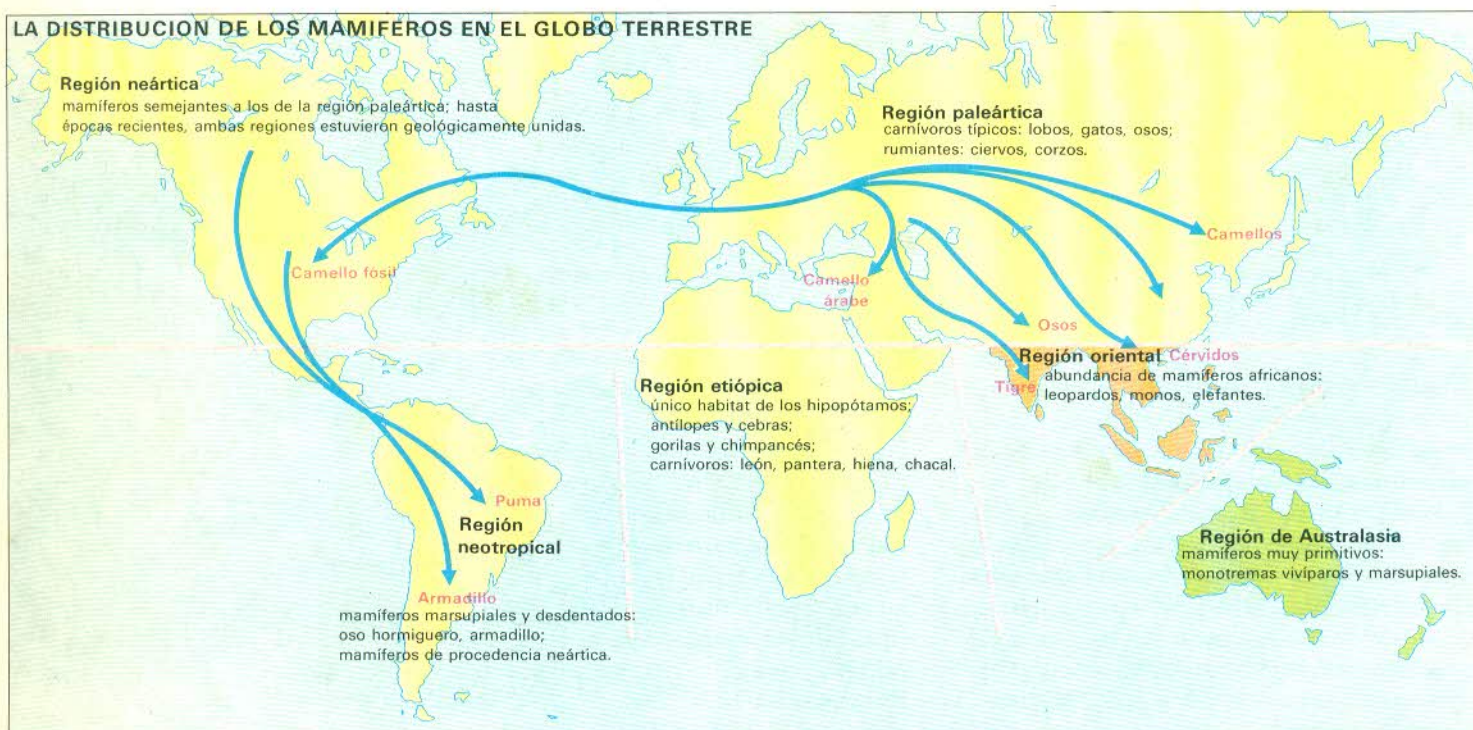 LA DISTRIBUCION DE LOS MAMIFEROS EN EL GLOBO TERRESTRE
Región neártica
mamíferos semejantes a los de la región paleártica; hasta
épocas recientes, ambas regiones estuvieron geológicamente unidas.
Región paleártica
carnívoros típicos: lobos, gatos, osos;
rumiantes: ciervos, corzos.
Camellos
Camello fósil
Camello
árabe
Osos
Región oriental
Cérvidos
Tigre
abundancia de mamíferos africanos:
leopardos, monos, elefantes.
Región etiópica
único habitat de los hipopótamos;
antílopes y cebras;
gorilas y chimpancés;
carnívoros: león, pantera, hiena, chacal.
Puma
Región
neotropical
Región de Australasia
mamíferos muy primitivos:
monotremas vivíparos y marsupiales.
Armadillo
mamíferos marsupiales y desdentados:
oso hormiguero, armadillo;
mamíferos de procedencia neártica.